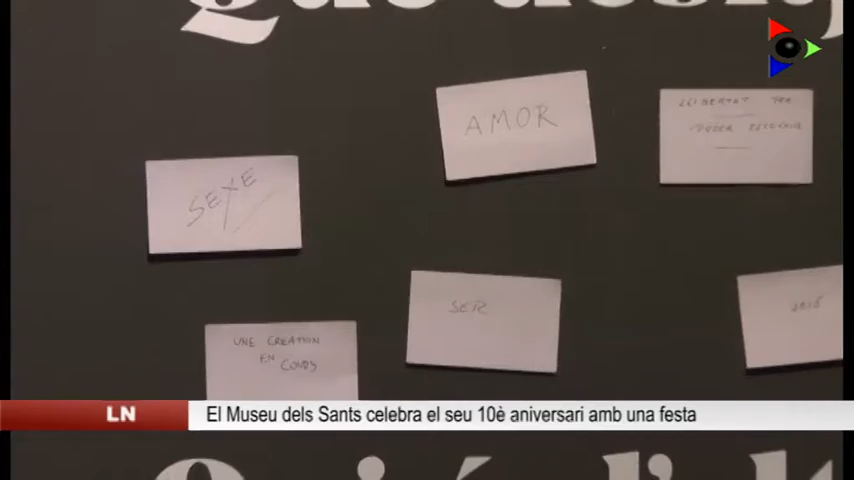 AMOR
LLIBERTAT PER
PODER ESCOLLIR
SEXE
SER
UNE CREATION
EN
LN El Museu dels Sants celebra el seu 10è aniversari amb una festa